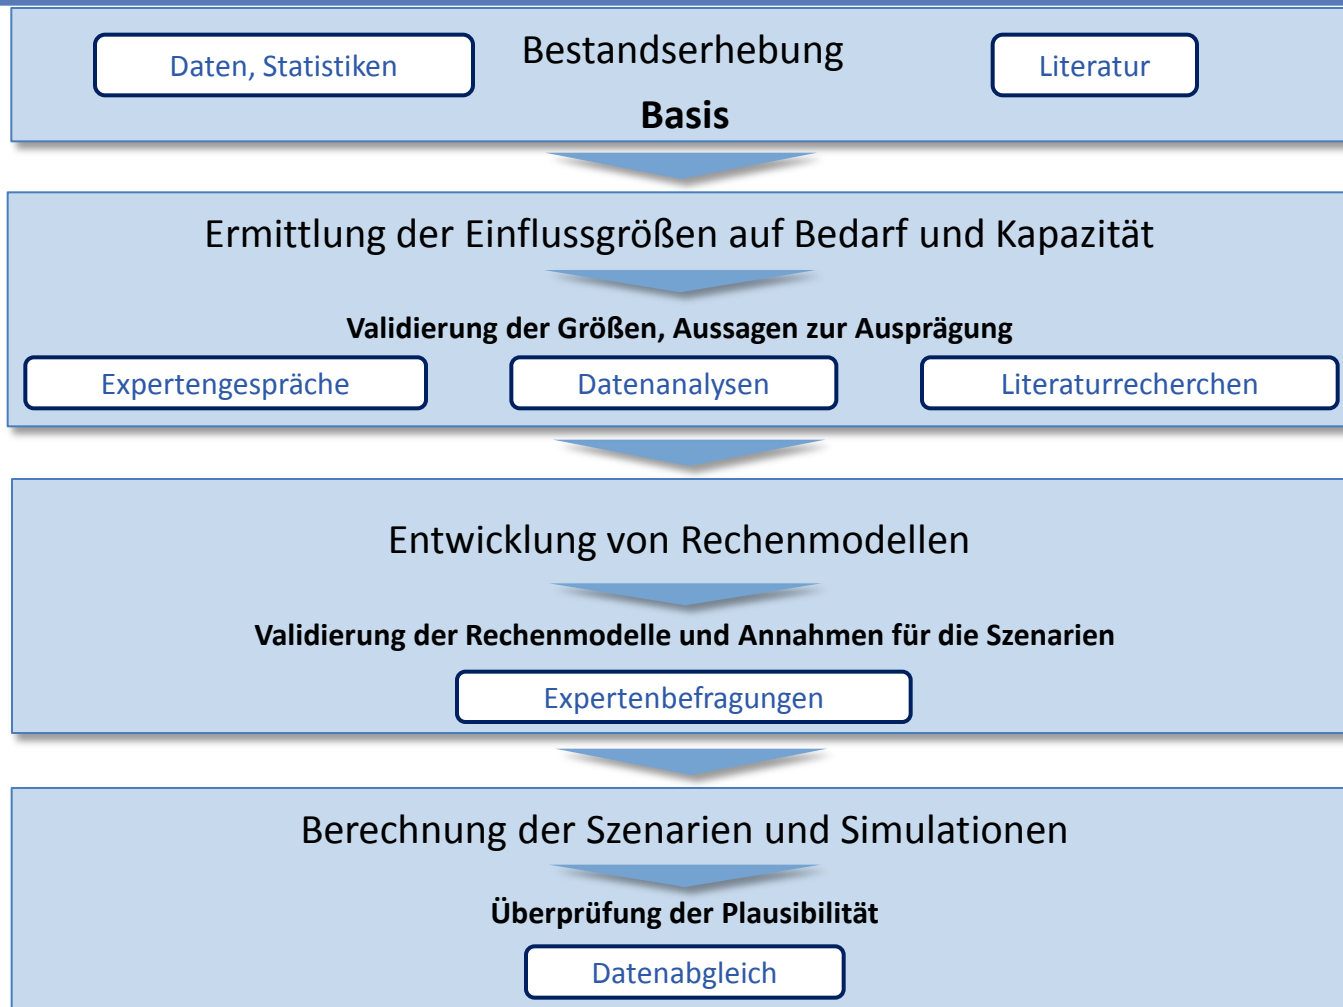 Bestandserhebung
Daten, Statistiken
Literatur
Basis
Ermittlung der Einflussgrößen auf Bedarf und Kapazität
Validierung der Größen, Aussagen zur Ausprägung
Expertengespräche
Datenanalysen
Literaturrecherchen
Entwicklung von Rechenmodellen
Validierung der Rechenmodelle und Annahmen für die Szenarien
Expertenbefragungen
Berechnung der Szenarien und Simulationen
Überprüfung der Plausibilität
Datenabgleich